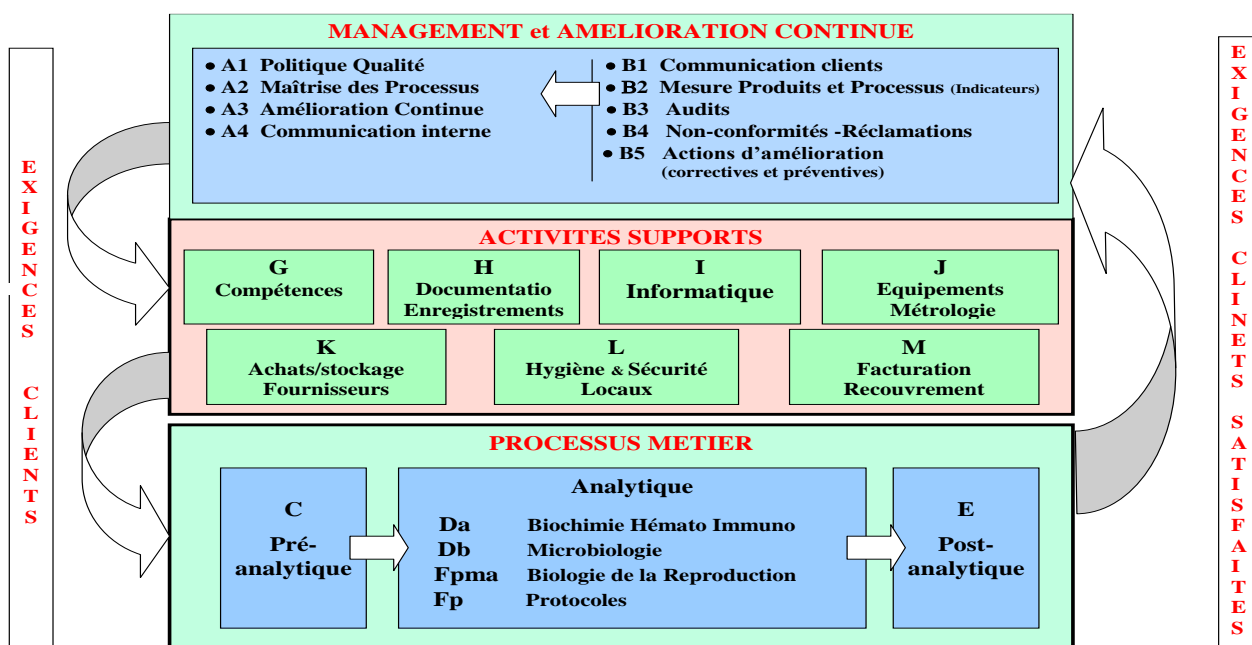 MANAGEMENT et AMELIORATION CONTINUE
● A1 Politique Qualité
● A2 Maîtrise des Processus
● A3 Amélioration Continue
● A4 Communication interne
● B1 Communication clients
● B2 Mesure Produits et Processus (Indicateurs)
● B3 Audits
● B4 Non-conformités -Réclamations
● B5 Actions d'amélioration
(correctives et préventives)
EXIGENCES CLIENTS
ACTIVITES SUPPORTS
G
Compétences
H
Documentatio
Enregistrements
I
Informatique
J
Equipements
Métrologie
K
Achats/stockage
Fournisseurs
L
Hygiène & Sécurité
Locaux
M
Facturation
Recouvrement
PROCESSUS METIER
C
Pré-
analytique
Analytique
Da Biochimie Hémato Immuno
Db Microbiologie
Fpma Biologie de la Reproduction
Fp Protocoles
E
Post-
analytique
EXIGENCES CLINETS SATISFAITES